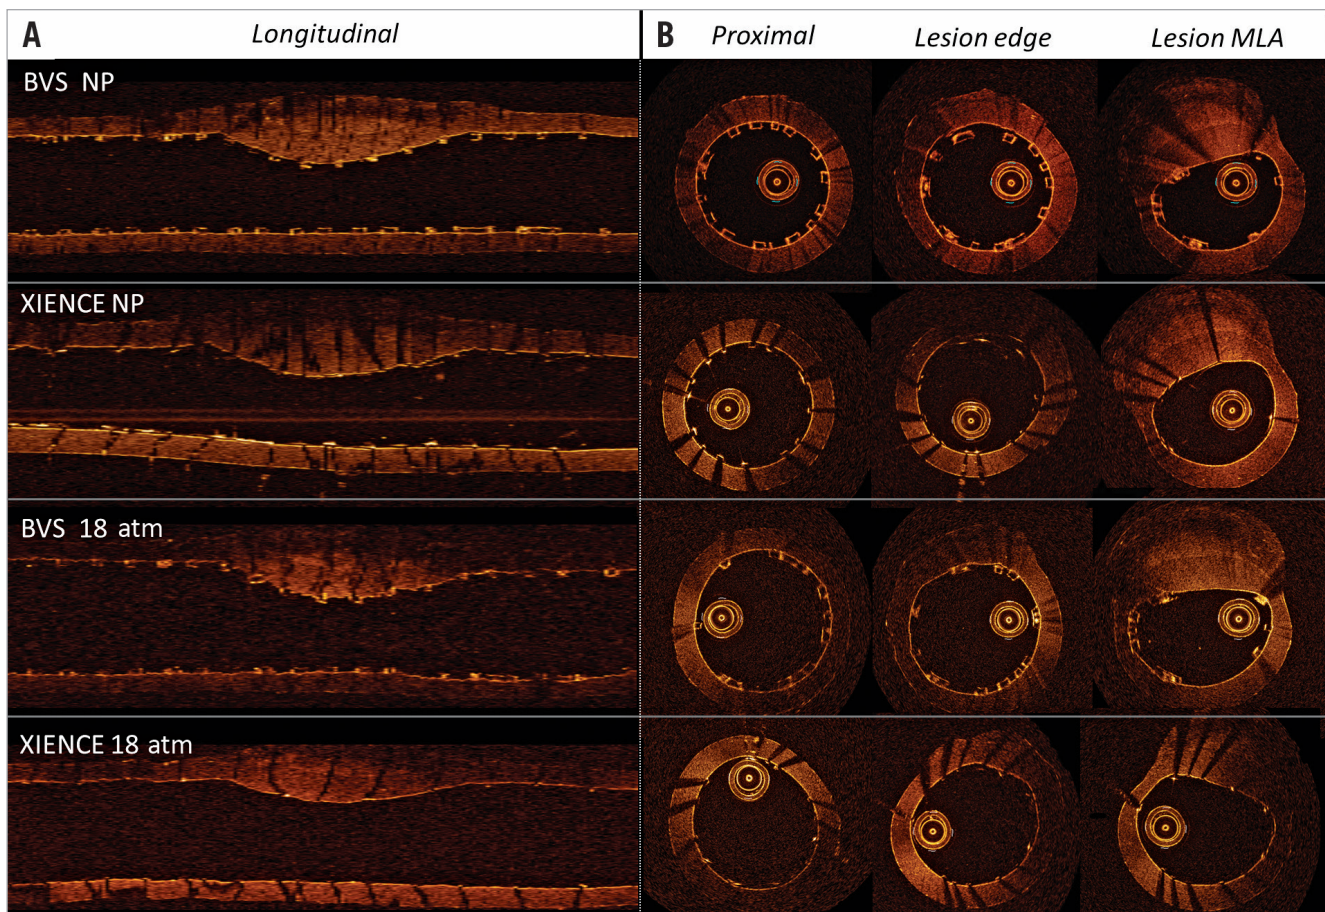 A
Longitudinal
B
Proximal
Lesion edge
Lesion MLA
BVS NP
XIENCE NP
BVS 18 atm
XIENCE 18 atm